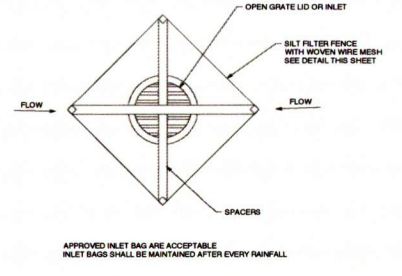 OPEN GRATE LID OR INLET
SILT FILTER FENCE
WITH WOVEN WIRE MESH
SEE DETAIL THIS SHEET
FLOW
FLOW
SPACERS
APPROVED INLET BAG ARE ACCEPTABLE
INLET BAGS SHALL BE MAINTAINED AFTER EVERY RAINFALL